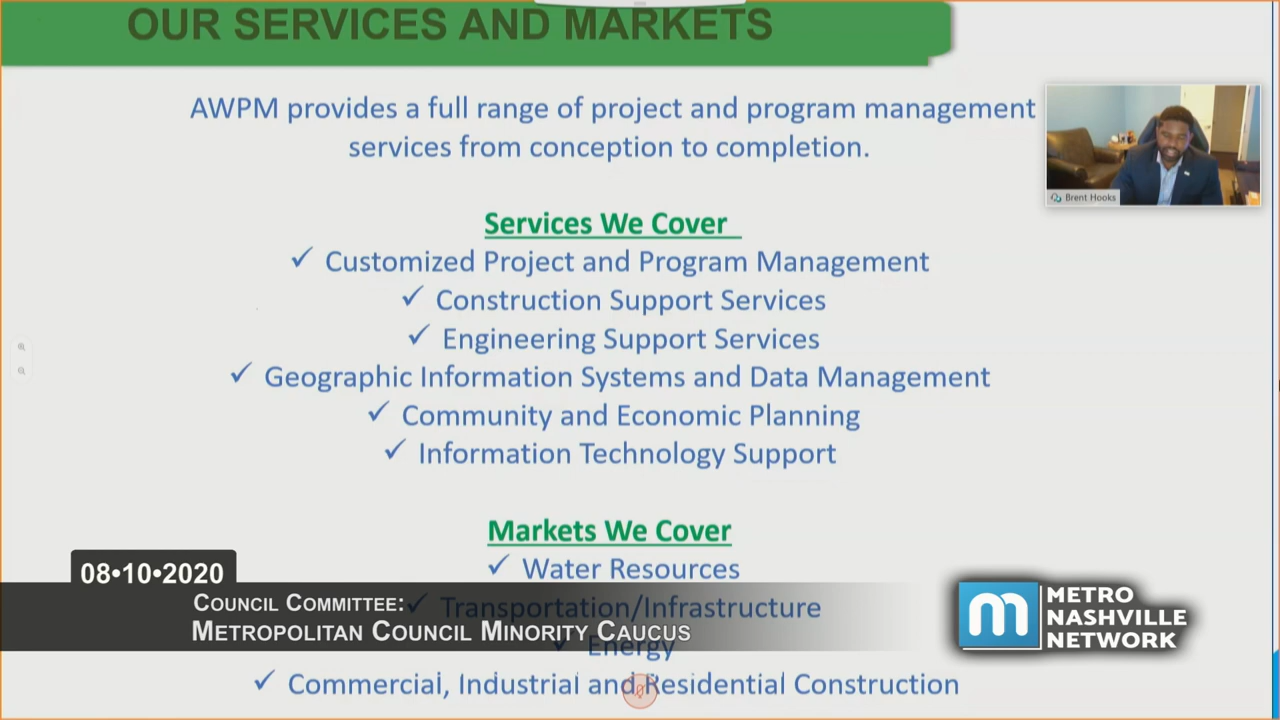 OUR SERVICES AND MARKETS
AWPM provides a full range of project and program management
services from conception to completion.
Brent Hooks
Services We Cover
✓ Customized Project and Program Management
✓ Construction Support Services
✓ Engineering Support Services
✓ Geographic Information Systems and Data Management
✓ Community and Economic Planning
✓ Information Technology Support
Markets We Cover
✓ Water Resources
✓ Transportation/Infrastructure
✓ Energy
✓ Commercial, Industrial and Residential Construction
08•10•2020
COUNCIL COMMITTEE:
METROPOLITAN COUNCIL MINORITY CAUCUS
m
METRO
NASHVILLE
NETWORK